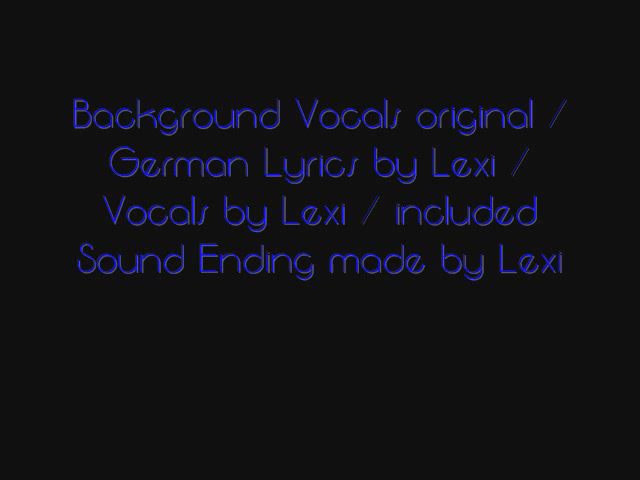 Background Vocals original /
German Lyrics by Lexi /
Vocals by Lexi / included
Sound Ending made by Lexi